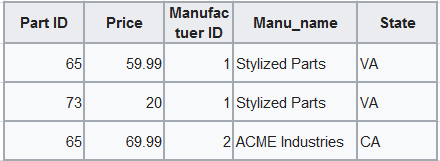 Part ID Price Manufac Manu_name State
tuer ID
65 59.99 1 Stylized Parts VA
73 20 1 Stylized Parts VA
65 69.99 2 ACME Industries CA